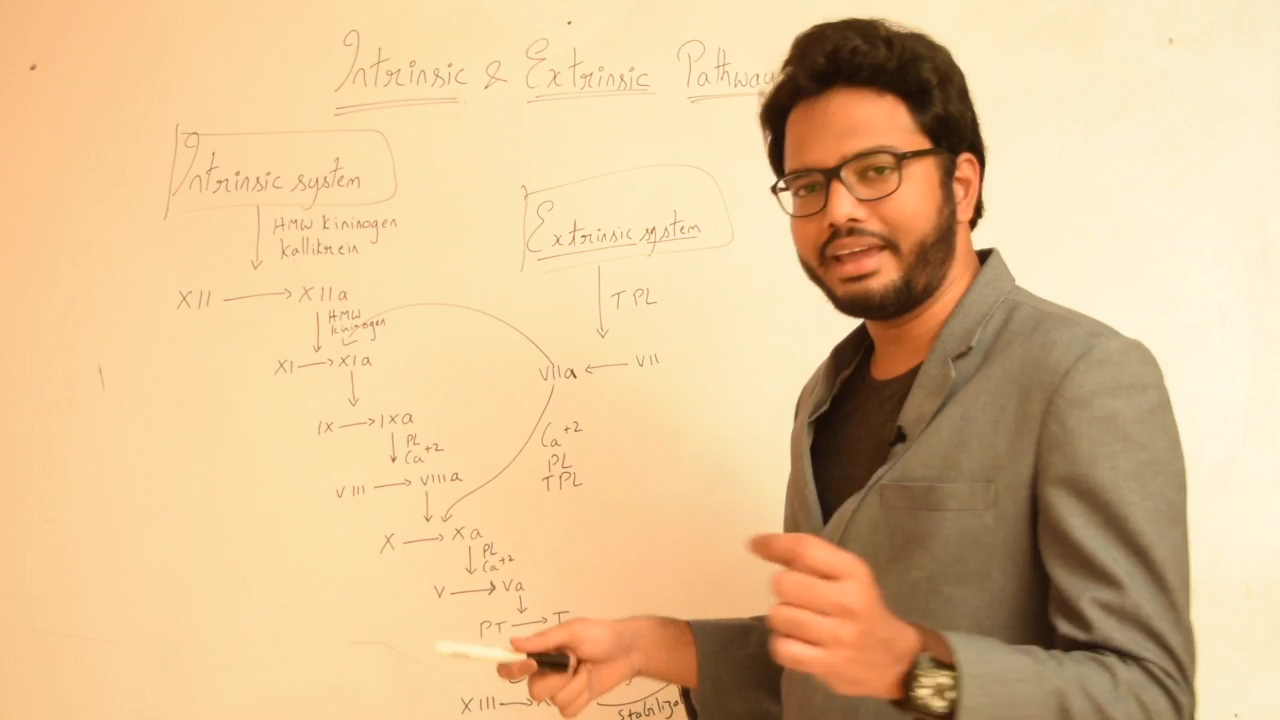 Intrinsic & Extrinsic Pathway
Intrinsic system
HMW kininogen
kallikrein
XII → XIIa
HMW
kininogen
XI → XIa
IX → IXa
PL
Ca+2
VIII → VIIIa
X → Xa
PL
Ca+2
V → Va
PT → T
XIII →
Extrinsic system
TPL
VIIa ← VII
Ca+2
PL
TPL